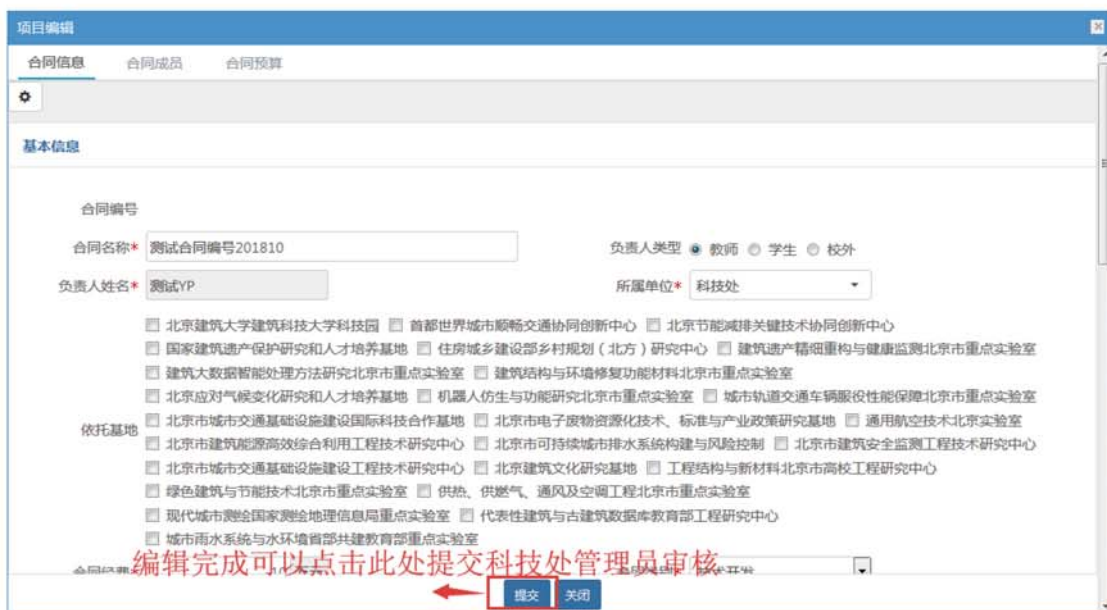 项目编辑
合同信息 合同成员 合同预算
基本信息
合同编号
合同名称* 测试合同编号201810 负责人类型 教师 学生 校外
负责人姓名* 测试YP 所属单位* 科技处
北京建筑大学建筑科技大学科技园 首都世界城市顺畅交通协同创新中心 北京节能减排关键技术协同创新中心
国家建筑遗产保护研究和人才培养基地 住房城乡建设部乡村规划（北方）研究中心 建筑遗产精细重构与健康监测北京市重点实验室
建筑大数据智能处理方法研究北京市重点实验室 建筑结构与环境修复功能材料北京市重点实验室
北京应对气候变化研究和人才培养基地 机器人仿生与功能研究北京市重点实验室 城市轨道交通车辆服役性能保障北京市重点实验室
依托基地 北京市城市交通基础设施建设国际科技合作基地 北京市电子废物资源化技术、标准与产业政策研究基地 通用航空技术北京实验室
北京市建筑能源高效综合利用工程技术研究中心 北京市可持续城市排水系统构建与风险控制 北京市建筑安全监测工程技术研究中心
北京市城市交通基础设施建设工程技术研究中心 北京建筑文化研究基地 工程结构与新材料北京市高校工程研究中心
绿色建筑与节能技术北京市重点实验室 供热、供燃气、通风及空调工程北京市重点实验室
现代城市测绘国家测绘地理信息局重点实验室 代表性建筑与古建筑数据库教育部工程研究中心
城市雨水系统与水环境省部共建教育部重点实验室
编辑完成可以点击此处提交科技处管理员审核
提交 关闭